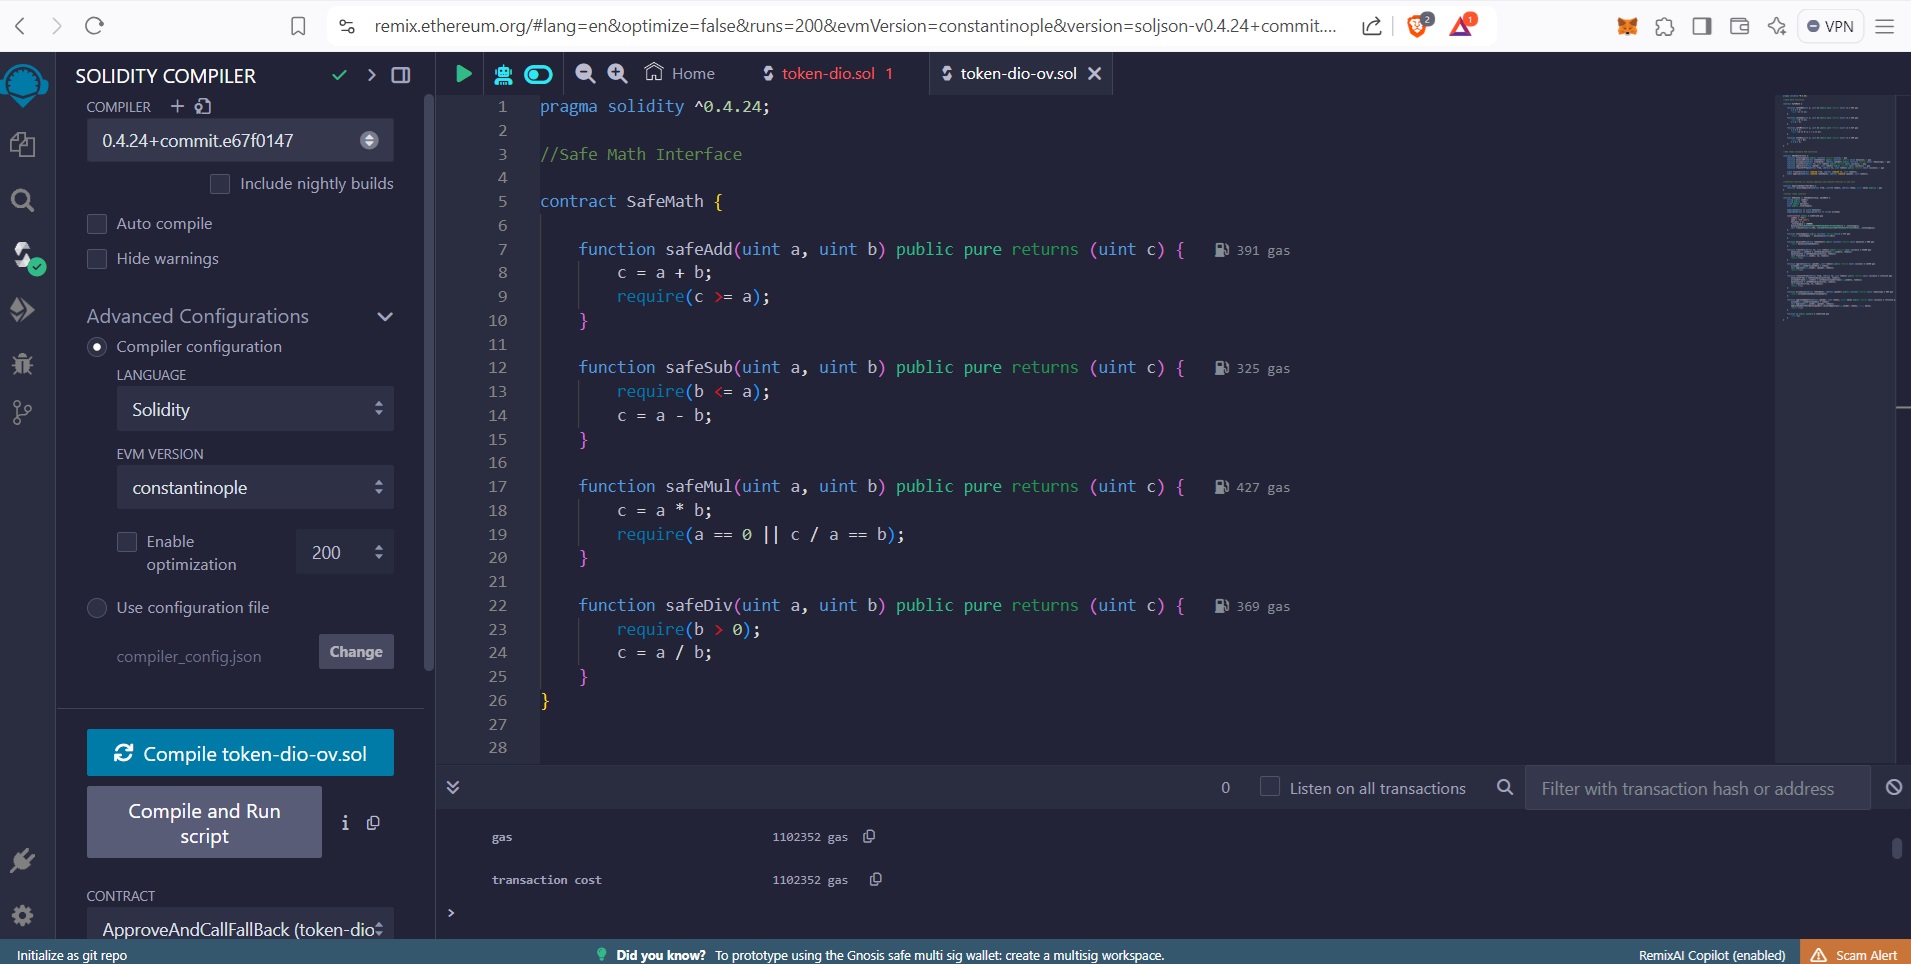 remix.ethereum.org/#lang=en&optimize=false&runs=200&evmVersion=constantinople&version=soljson-v0.4.24+commit....
2
1
VPN
SOLIDITY COMPILER
COMPILER
0.4.24+commit.e67f0147
Include nightly builds
Auto compile
Hide warnings
Advanced Configurations
Compiler configuration
LANGUAGE
Solidity
EVM VERSION
constantinople
Enable
optimization
200
Use configuration file
compiler_config.json
Change
Compile token-dio-ov.sol
Compile and Run
script
i
CONTRACT
ApproveAndCallFallBack (token-dio
Home
token-dio.sol 1
token-dio-ov.sol
1 pragma solidity ^0.4.24;
2
3 //Safe Math Interface
4
5 contract SafeMath {
6
7 function safeAdd(uint a, uint b) public pure returns (uint c) { 391 gas
8 c = a + b;
9 require(c >= a);
10 }
11
12 function safeSub(uint a, uint b) public pure returns (uint c) { 325 gas
13 require(b <= a);
14 c = a - b;
15 }
16
17 function safeMul(uint a, uint b) public pure returns (uint c) { 427 gas
18 c = a * b;
19 require(a == 0 || c / a == b);
20 }
21
22 function safeDiv(uint a, uint b) public pure returns (uint c) { 369 gas
23 require(b > 0);
24 c = a / b;
25 }
26 }
27
28
0
Listen on all transactions
Filter with transaction hash or address
gas 1102352 gas
transaction cost 1102352 gas
>
Initialize as git repo
Did you know? To prototype using the Gnosis safe multi sig wallet: create a multisig workspace.
RemixAI Copilot (enabled)
Scam Alert